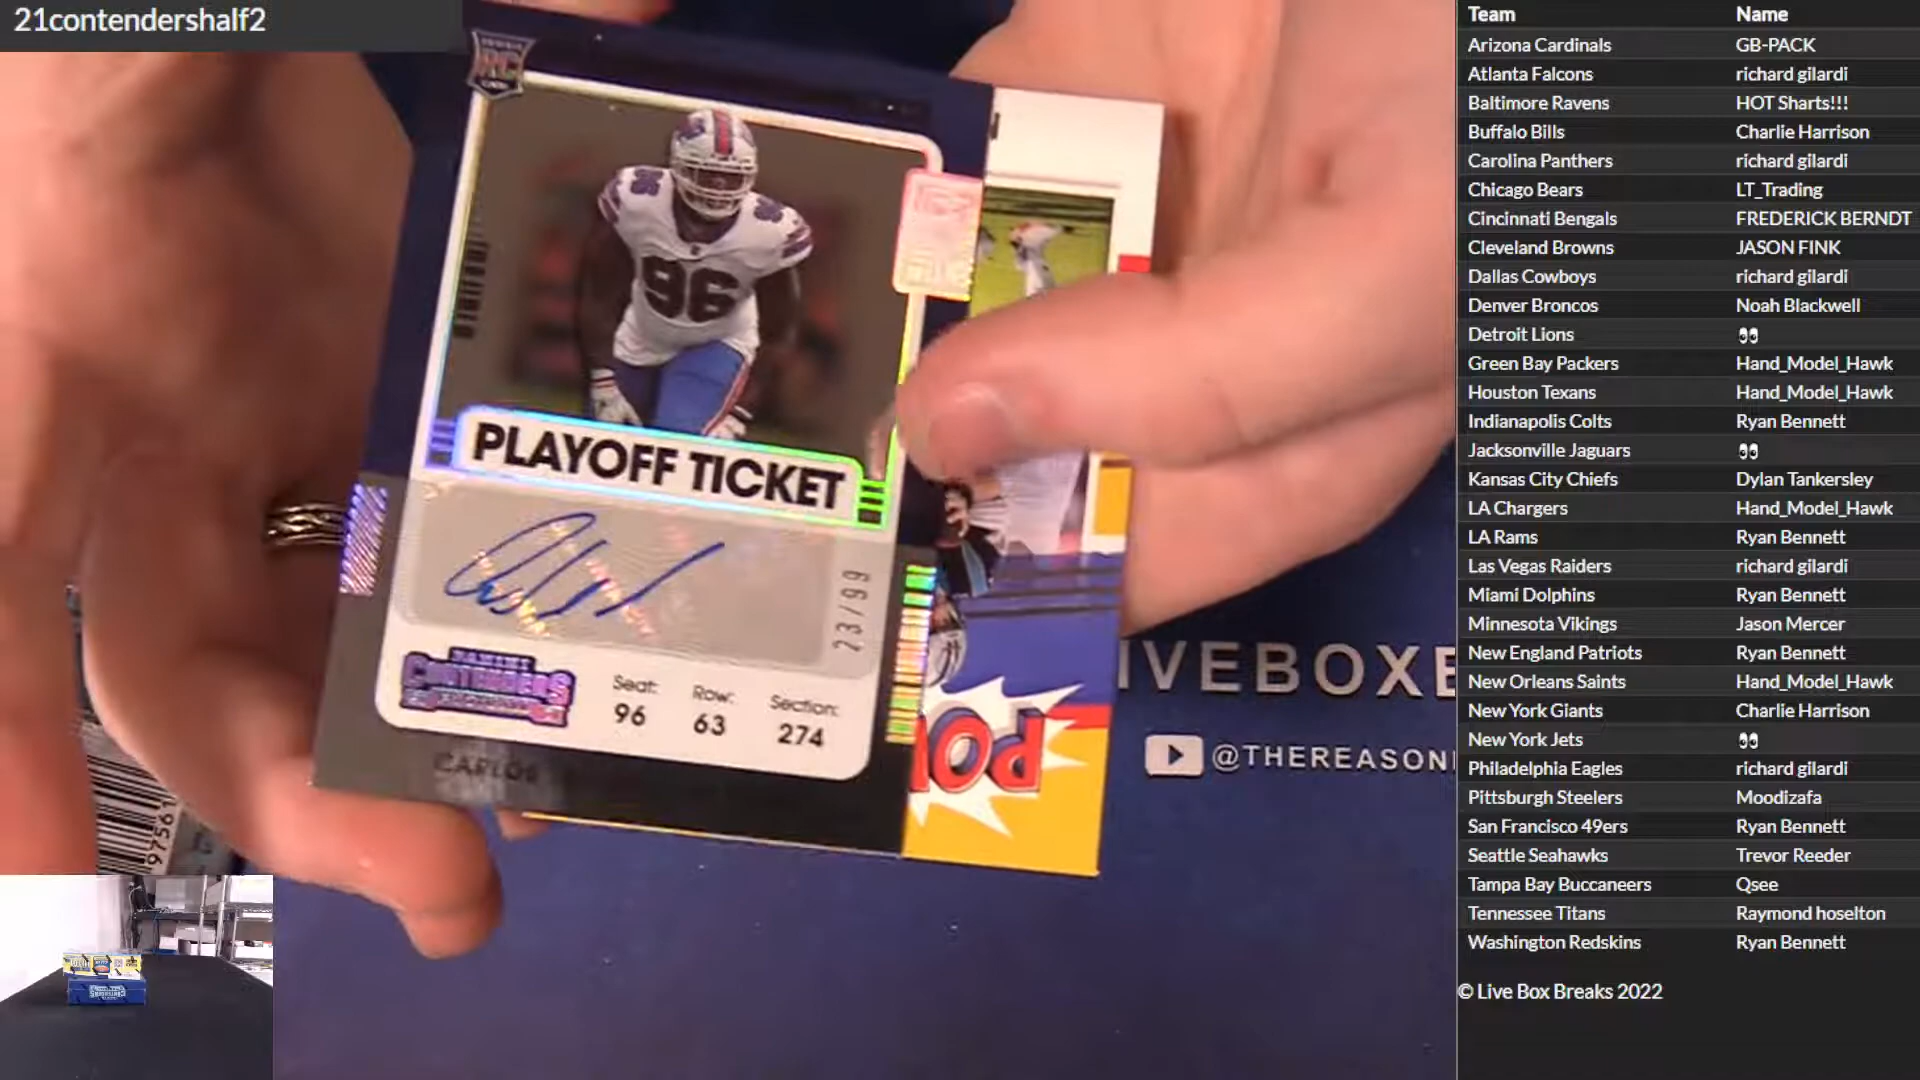 21contendershalf2
RC
96
PLAYOFF TICKET
23/99
PANINI
CONTENDERS
Seat: Row: Section:
96 63 274
CARLOS
PO
97561
IVEBOXE
@THEREASON
Team Name
Arizona Cardinals GB-PACK
Atlanta Falcons richard gilardi
Baltimore Ravens HOT Sharts!!!
Buffalo Bills Charlie Harrison
Carolina Panthers richard gilardi
Chicago Bears LT_Trading
Cincinnati Bengals FREDERICK BERNDT
Cleveland Browns JASON FINK
Dallas Cowboys richard gilardi
Denver Broncos Noah Blackwell
Detroit Lions 👀
Green Bay Packers Hand_Model_Hawk
Houston Texans Hand_Model_Hawk
Indianapolis Colts Ryan Bennett
Jacksonville Jaguars 👀
Kansas City Chiefs Dylan Tankersley
LA Chargers Hand_Model_Hawk
LA Rams Ryan Bennett
Las Vegas Raiders richard gilardi
Miami Dolphins Ryan Bennett
Minnesota Vikings Jason Mercer
New England Patriots Ryan Bennett
New Orleans Saints Hand_Model_Hawk
New York Giants Charlie Harrison
New York Jets 👀
Philadelphia Eagles richard gilardi
Pittsburgh Steelers Moodizafa
San Francisco 49ers Ryan Bennett
Seattle Seahawks Trevor Reeder
Tampa Bay Buccaneers Qsee
Tennessee Titans Raymond hoselton
Washington Redskins Ryan Bennett
© Live Box Breaks 2022